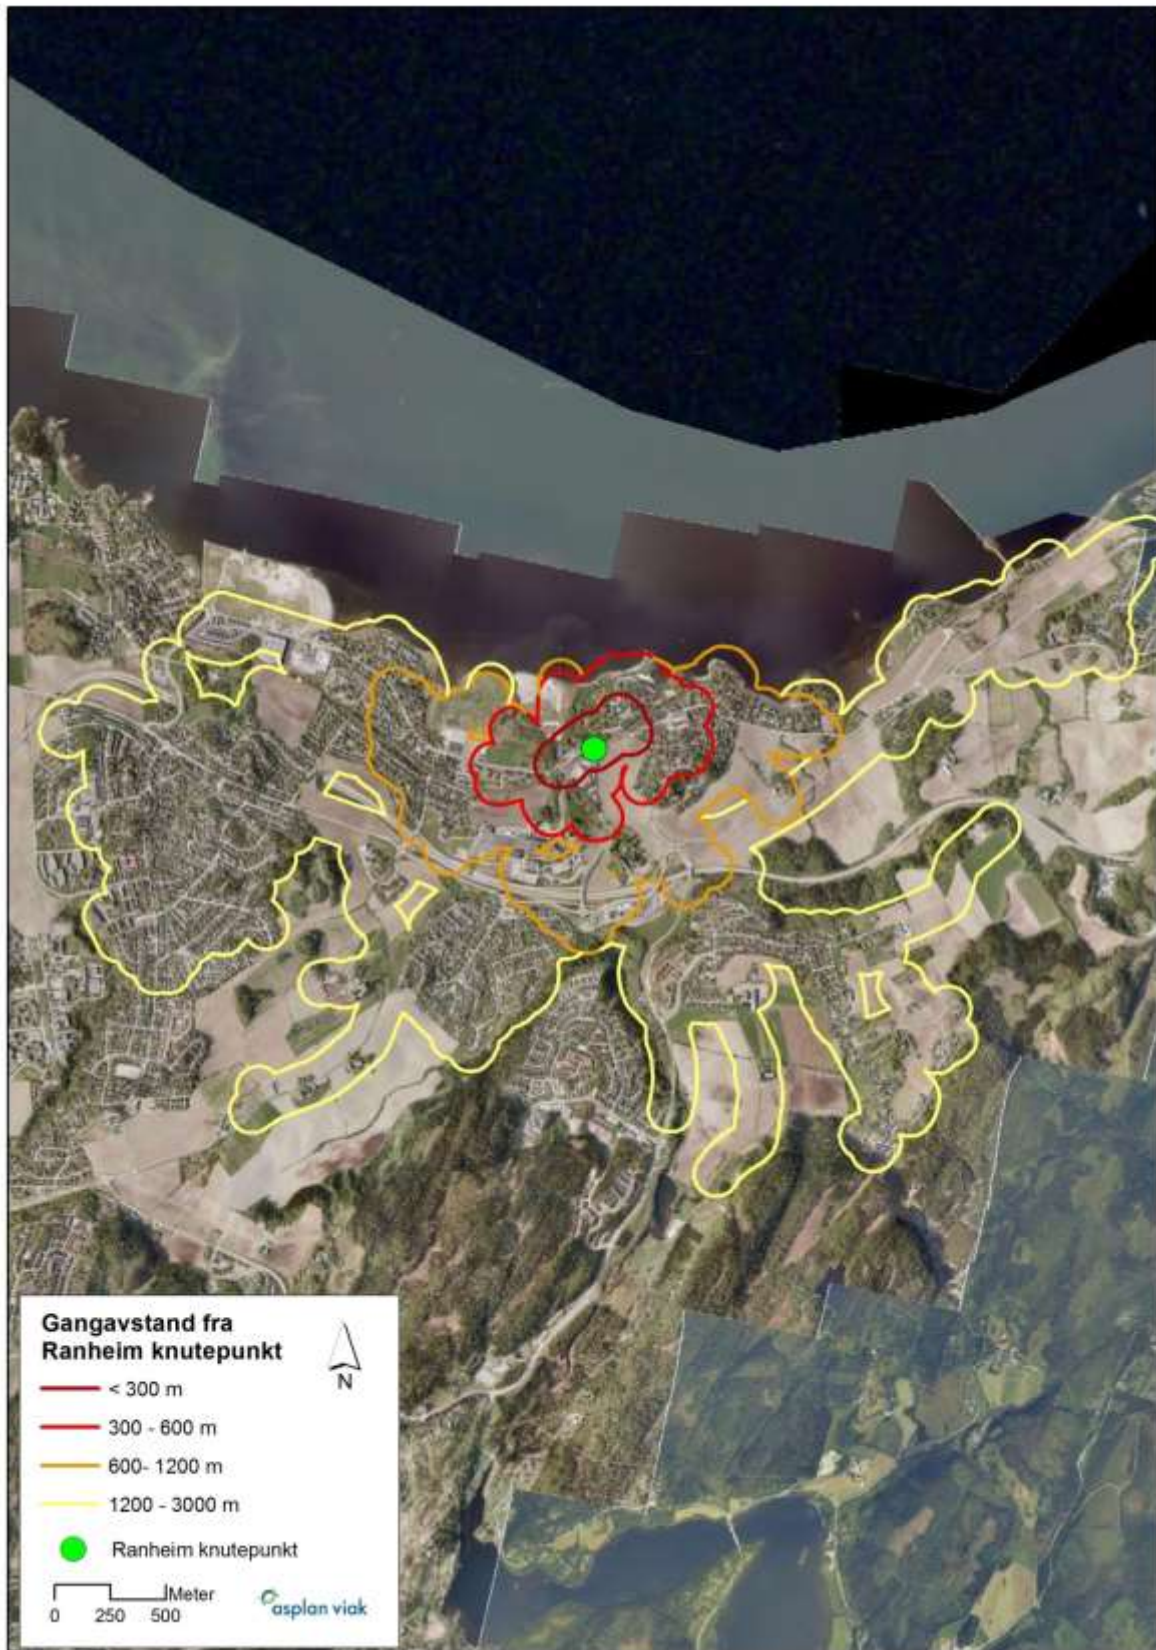 Gangavstand fra
Ranheim knutepunkt
N
< 300 m
300 - 600 m
600- 1200 m
1200 - 3000 m
Ranheim knutepunkt
Meter
0 250 500
asplan viak